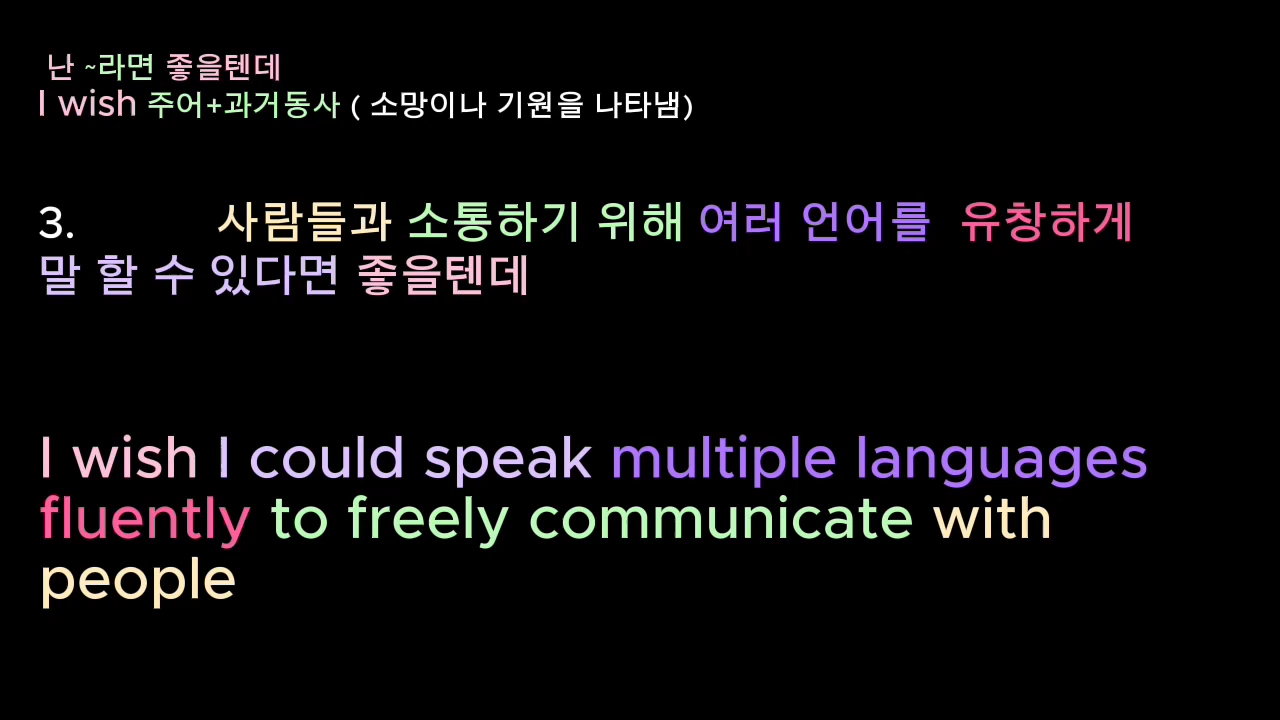 난 ~라면 좋을텐데
I wish 주어+과거동사 ( 소망이나 기원을 나타냄)
3. 사람들과 소통하기 위해 여러 언어를 유창하게
말 할 수 있다면 좋을텐데
I wish I could speak multiple languages
fluently to freely communicate with
people